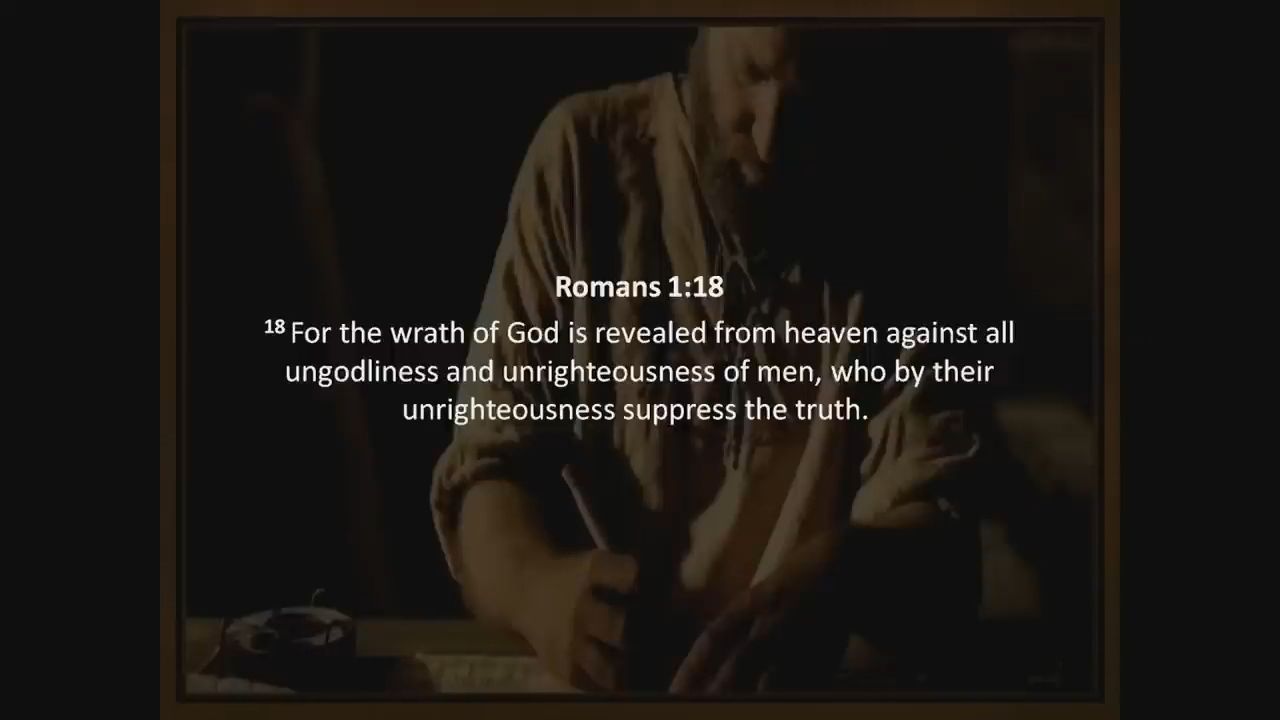 Romans 1:18
18 For the wrath of God is revealed from heaven against all
ungodliness and unrighteousness of men, who by their
unrighteousness suppress the truth.